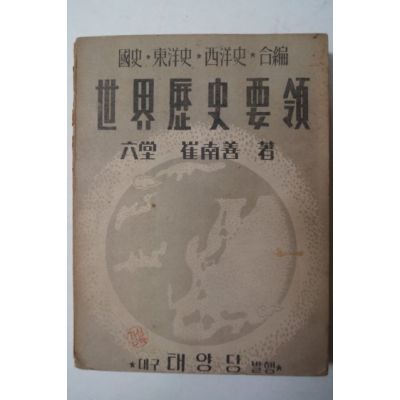 國史★東洋史★西洋史★合編
世界歷史要領
六堂 崔南善 著
★대구 태양당 발행★